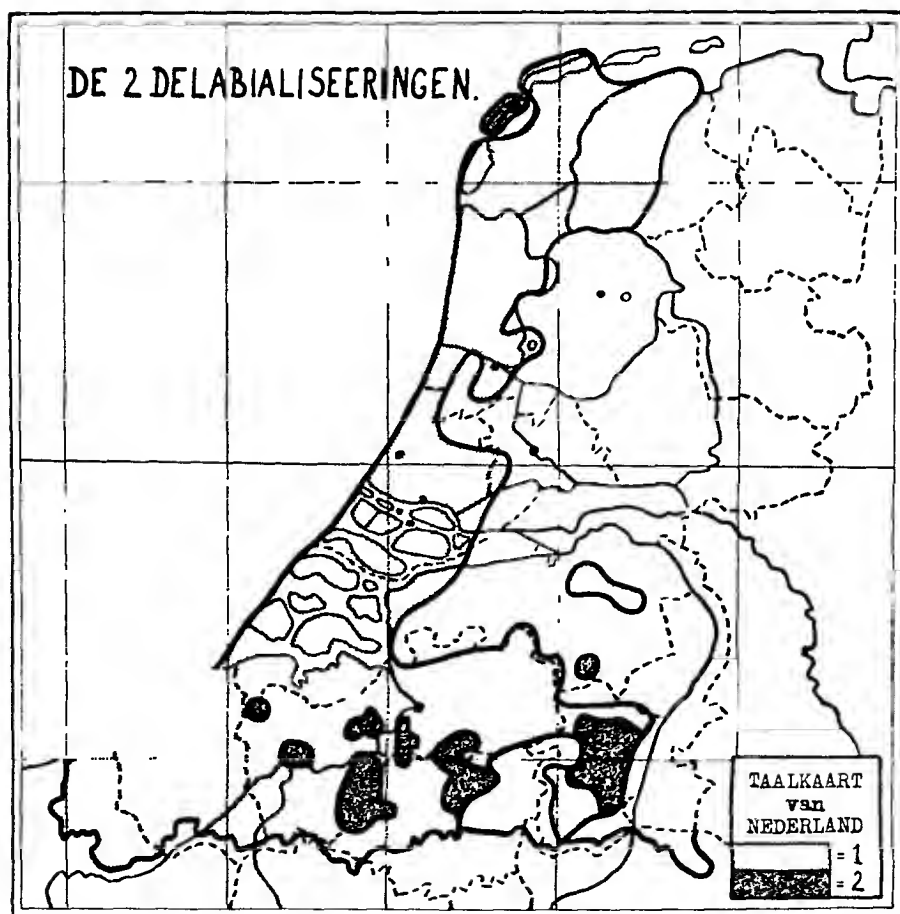 DE 2 DELABIALISEERINGEN.
TAALKAART
van
NEDERLAND
= 1
= 2